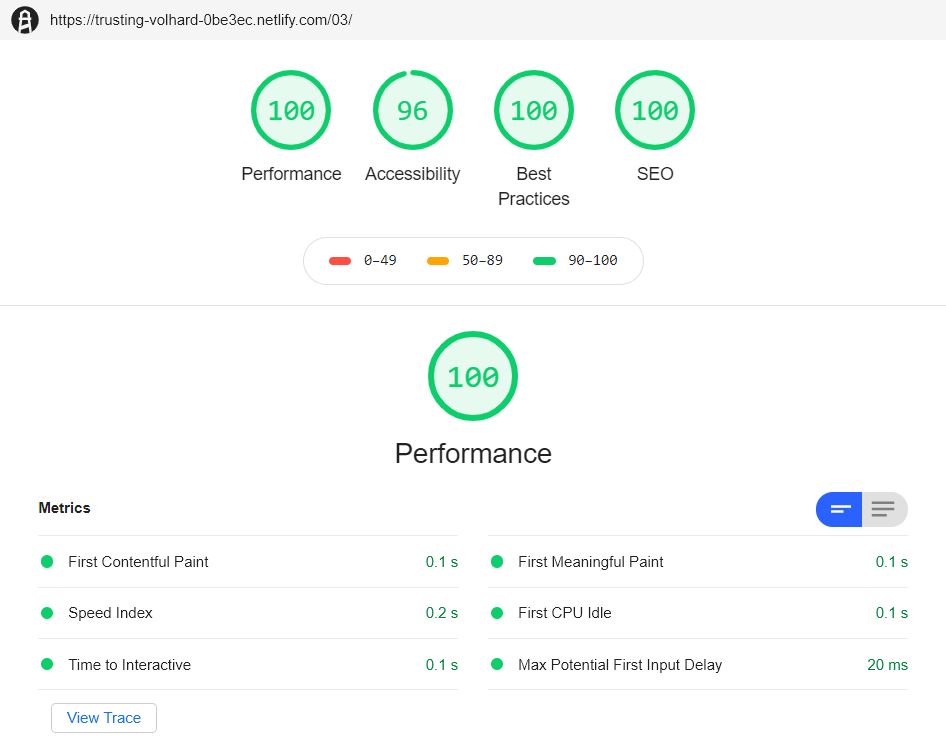 https://trusting-volhard-0be3ec.netlify.com/03/
100 96 100 100
Performance Accessibility Best Practices SEO
0–49 50–89 90–100
100
Performance
Metrics
First Contentful Paint 0.1 s
First Meaningful Paint 0.1 s
Speed Index 0.2 s
First CPU Idle 0.1 s
Time to Interactive 0.1 s
Max Potential First Input Delay 20 ms
View Trace